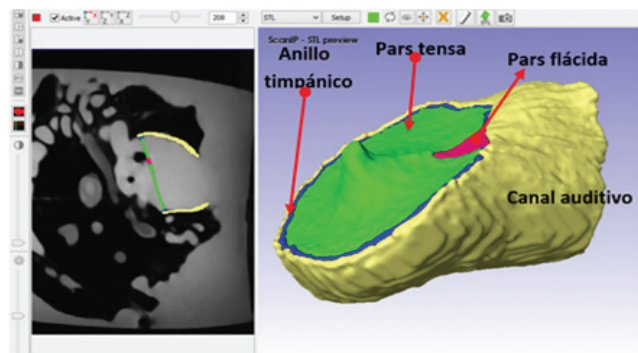 Active
X
Y
Z
208
STL
Setup
ScanIP - STL preview
Anillo
timpánico
Pars tensa
Pars flácida
Canal auditivo